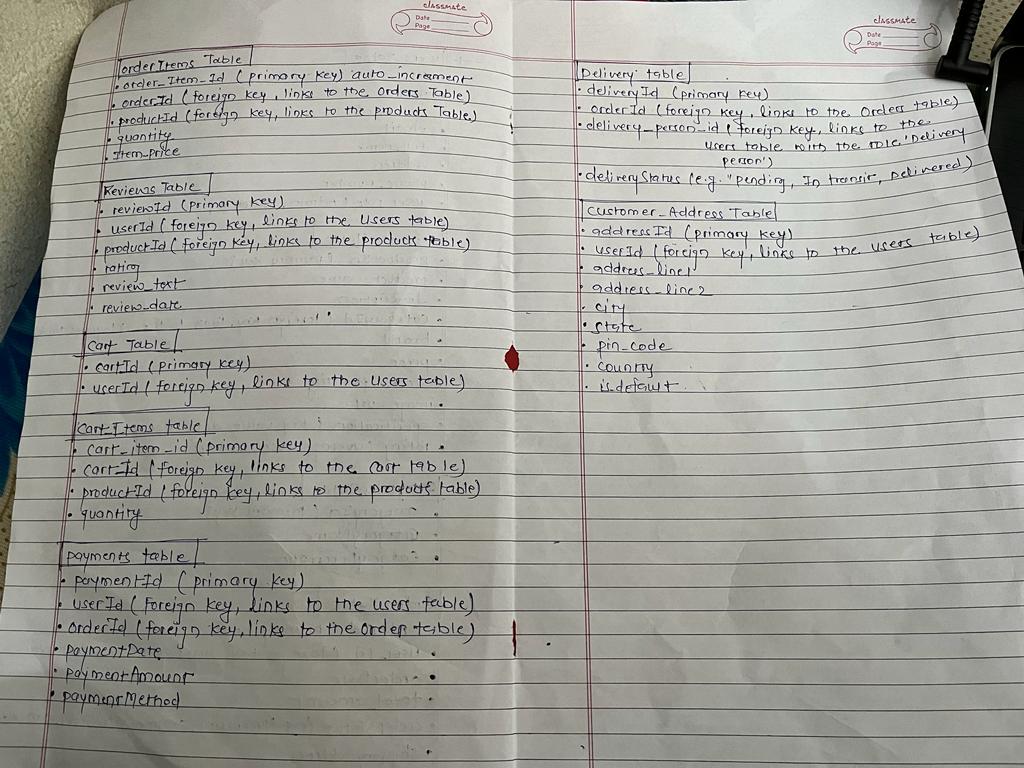 classmate
Date
Page
orderItems Table
• order_Item_Id (primary key) auto_increment
• orderId (foreign key, links to the orders Table)
• productId (foreign key, links to the products Table)
• quantity
• Item_price
Reviews Table
• reviewId (primary key)
• userId (foreign key, links to the Users table)
• productId (foreign key, links to the products table)
• rating
• review_text
• review_date
Cart Table
• cartId (primary key)
• userId (foreign key, links to the Users table)
Cart Items table
• cart_item_id (primary key)
• cart_Id (foreign key, links to the cart table)
• productId (foreign key, links to the products table)
• quantity
payments table
• paymentId (primary key)
• userId (foreign key, links to the users table)
• orderId (foreign key, links to the order table)
• paymentDate
• paymentAmount
• paymentMethod
classmate
Date
Page
Delivery table
• deliveryId (primary key)
• orderId (foreign key, links to the Orders table)
• delivery_person_id (foreign key, links to the
Users table with the role 'Delivery
person')
• deliveryStatus (e.g. "pending, In transit, Delivered)
Customer_Address Table
• addressId (primary key)
• userId (foreign key, links to the users table)
• address_line1
• address_line2
• city
• state
• pin_code
• country
• isdefault